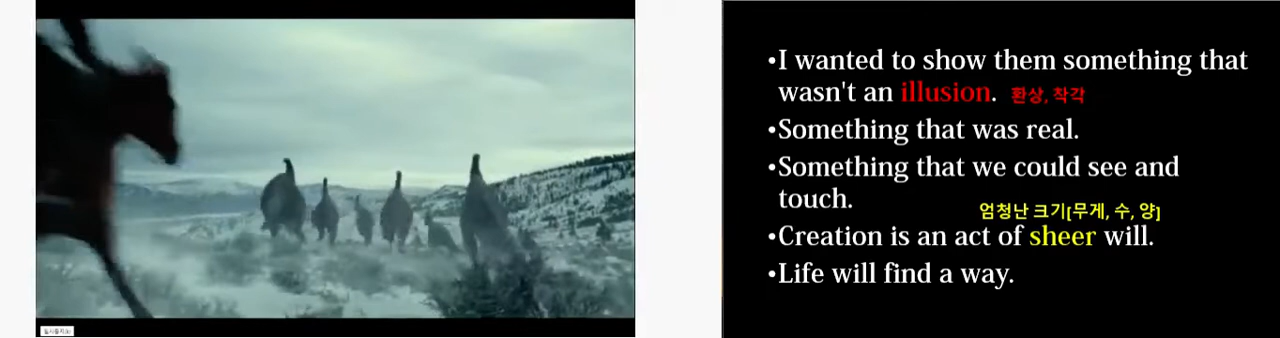 •I wanted to show them something that
wasn't an illusion. 환상, 착각
•Something that was real.
•Something that we could see and
touch.
엄청난 크기[무게, 수, 양]
•Creation is an act of sheer will.
•Life will find a way.